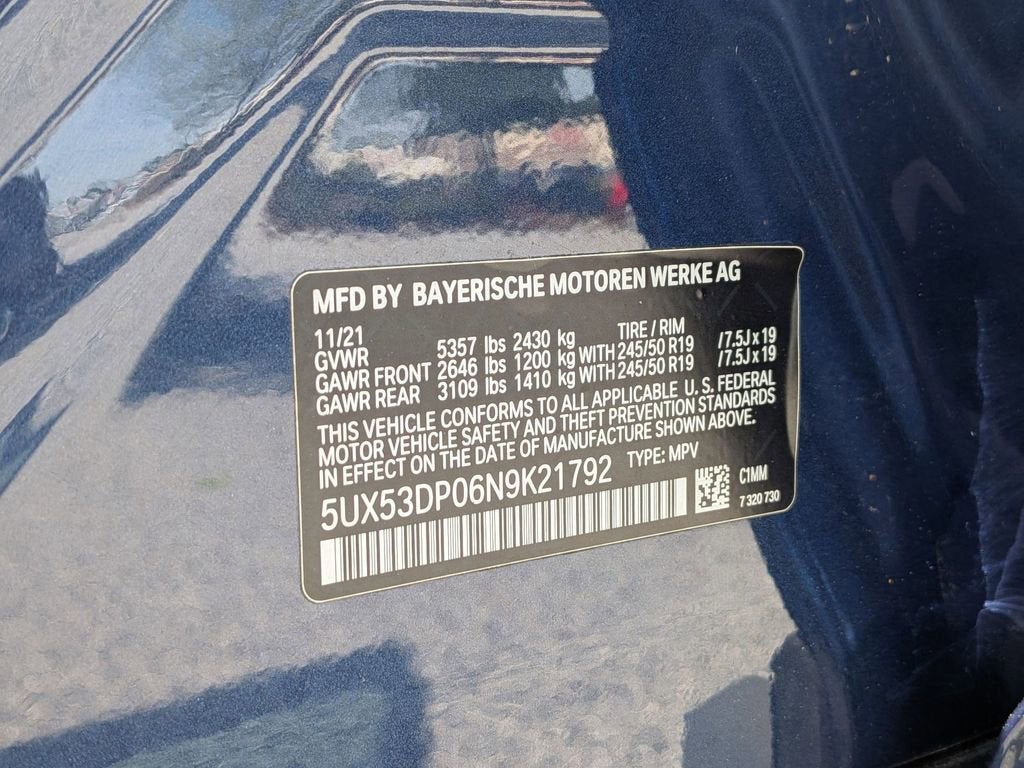 MFD BY BAYERISCHE MOTOREN WERKE AG
11/21 TIRE / RIM
GVWR 5357 lbs 2430 kg
GAWR FRONT 2646 lbs 1200 kg WITH 245/50 R19 /7.5J x 19
GAWR REAR 3109 lbs 1410 kg WITH 245/50 R19 /7.5J x 19
THIS VEHICLE CONFORMS TO ALL APPLICABLE U. S. FEDERAL
MOTOR VEHICLE SAFETY AND THEFT PREVENTION STANDARDS
IN EFFECT ON THE DATE OF MANUFACTURE SHOWN ABOVE.
5UX53DP06N9K21792 TYPE: MPV
C1MM
7 320 730